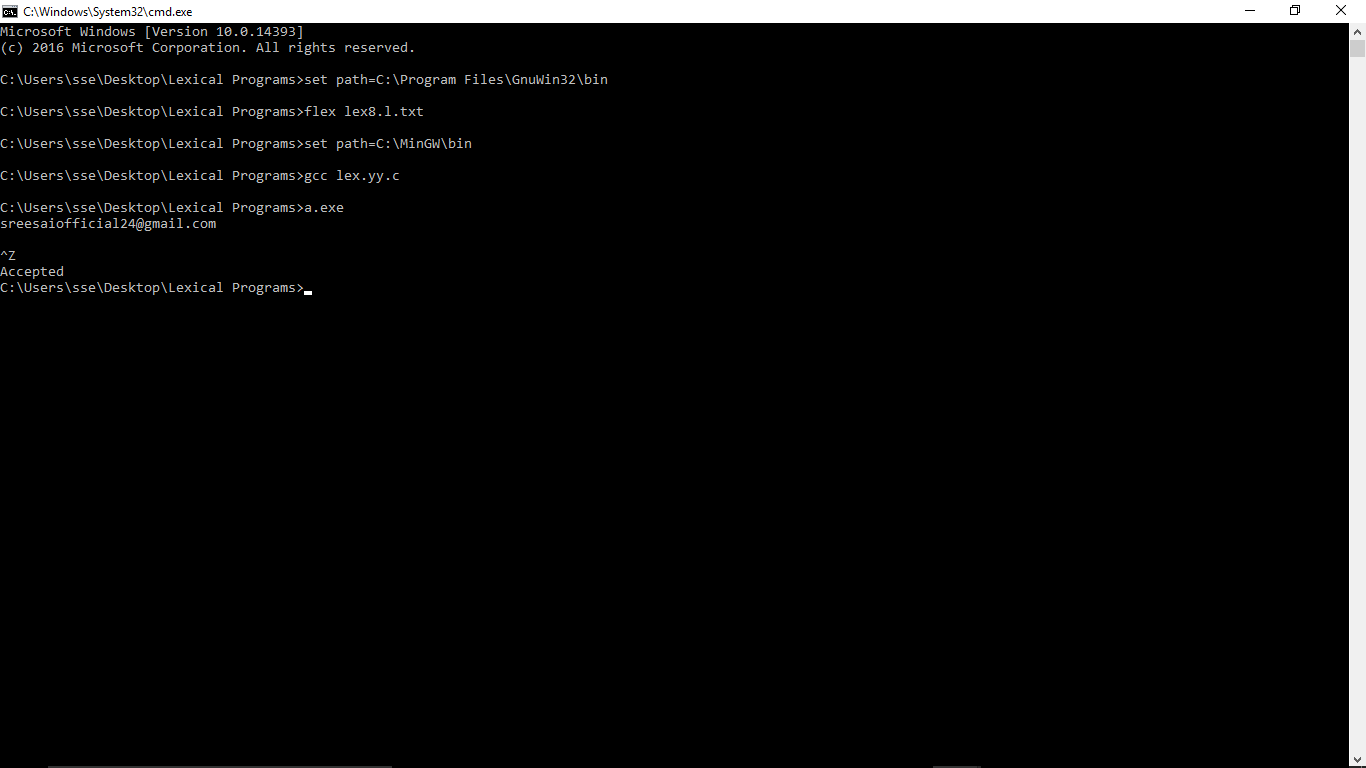 C:\Windows\System32\cmd.exe
Microsoft Windows [Version 10.0.14393]
(c) 2016 Microsoft Corporation. All rights reserved.
C:\Users\sse\Desktop\Lexical Programs>set path=C:\Program Files\GnuWin32\bin
C:\Users\sse\Desktop\Lexical Programs>flex lex8.l.txt
C:\Users\sse\Desktop\Lexical Programs>set path=C:\MinGW\bin
C:\Users\sse\Desktop\Lexical Programs>gcc lex.yy.c
C:\Users\sse\Desktop\Lexical Programs>a.exe
sreesaiofficial24@gmail.com
^Z
Accepted
C:\Users\sse\Desktop\Lexical Programs>